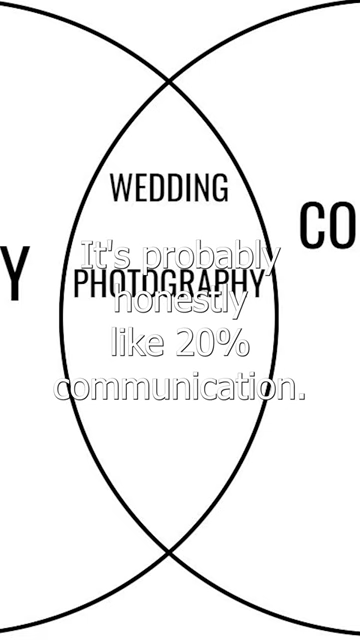 WEDDING
CO
Y
PHOTOGRAPHY
It's probably
honestly
like 20%
communication.